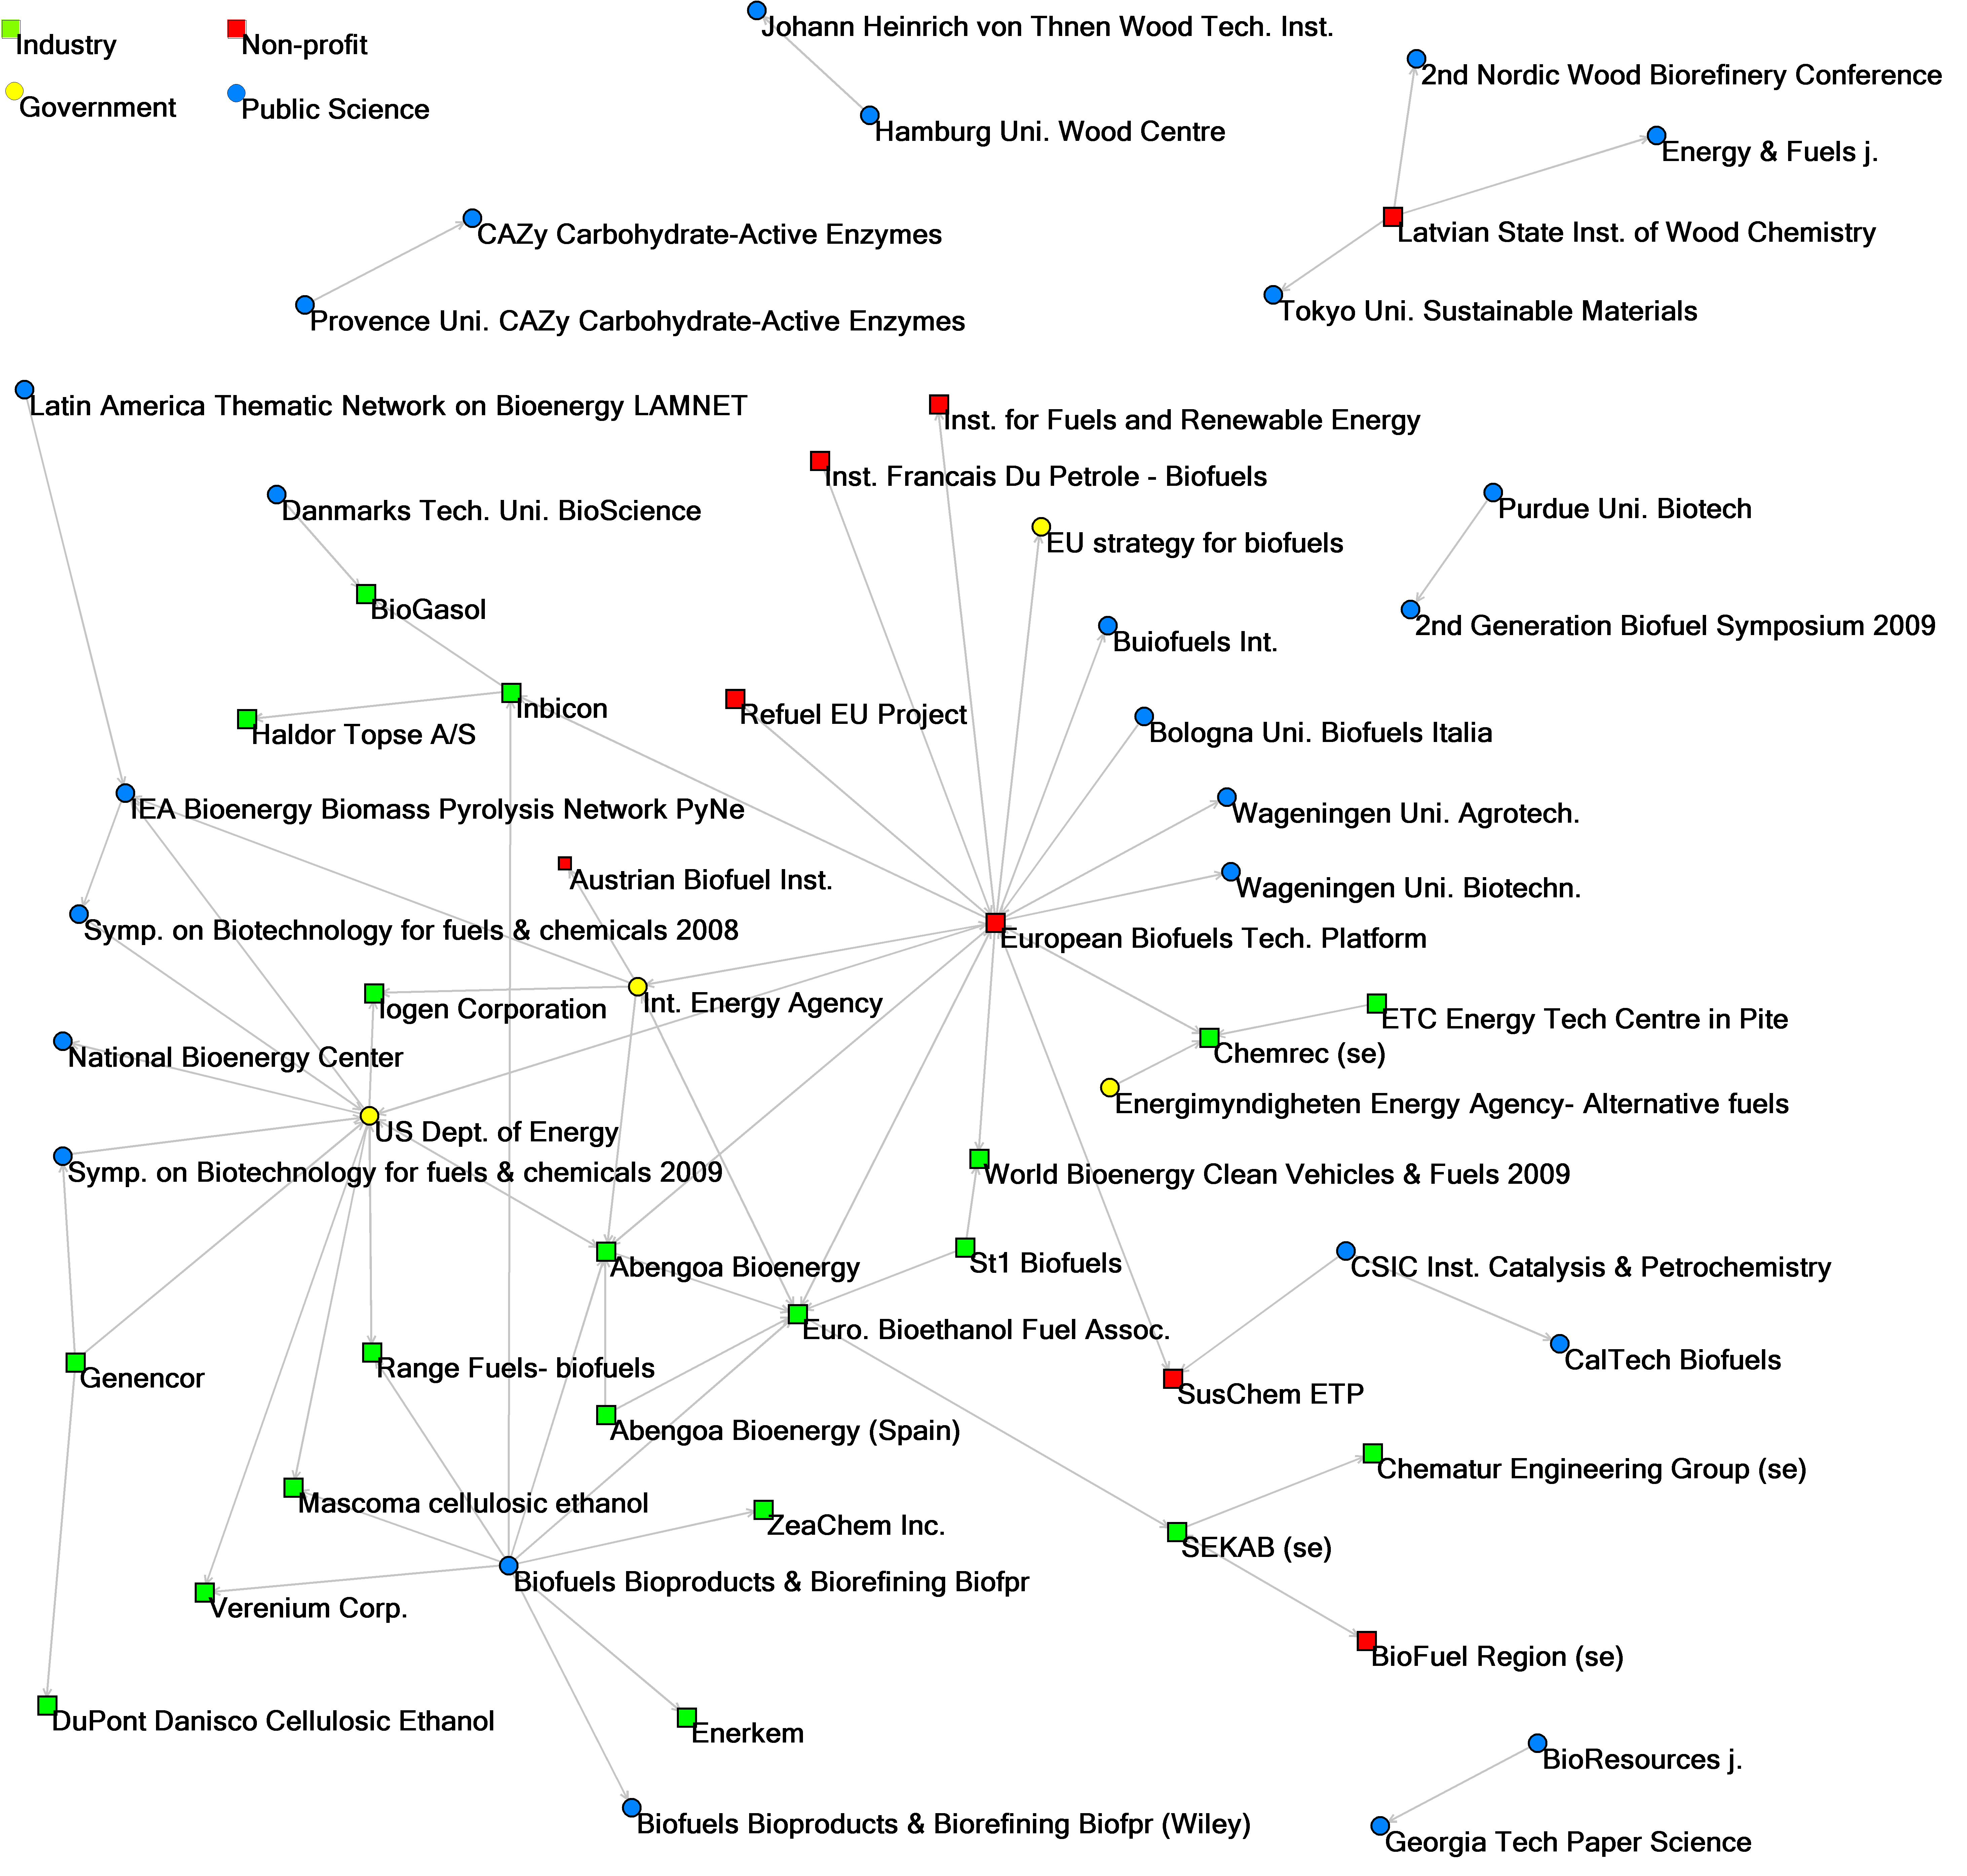 Industry
Non-profit
Government
Public Science
Johann Heinrich von Thnen Wood Tech. Inst.
2nd Nordic Wood Biorefinery Conference
Hamburg Uni. Wood Centre
Energy & Fuels j.
CAZy Carbohydrate-Active Enzymes
Latvian State Inst. of Wood Chemistry
Provence Uni. CAZy Carbohydrate-Active Enzymes
Tokyo Uni. Sustainable Materials
Latin America Thematic Network on Bioenergy LAMNET
Inst. for Fuels and Renewable Energy
Inst. Francais Du Petrole - Biofuels
Danmarks Tech. Uni. BioScience
Purdue Uni. Biotech
EU strategy for biofuels
BioGasol
2nd Generation Biofuel Symposium 2009
Buiofuels Int.
Inbicon
Refuel EU Project
Haldor Topse A/S
Bologna Uni. Biofuels Italia
IEA Bioenergy Biomass Pyrolysis Network PyNe
Wageningen Uni. Agrotech.
Austrian Biofuel Inst.
Wageningen Uni. Biotechn.
Symp. on Biotechnology for fuels & chemicals 2008
European Biofuels Tech. Platform
Iogen Corporation
Int. Energy Agency
ETC Energy Tech Centre in Pite
National Bioenergy Center
Chemrec (se)
Energimyndigheten Energy Agency- Alternative fuels
US Dept. of Energy
Symp. on Biotechnology for fuels & chemicals 2009
World Bioenergy Clean Vehicles & Fuels 2009
Abengoa Bioenergy
St1 Biofuels
CSIC Inst. Catalysis & Petrochemistry
Euro. Bioethanol Fuel Assoc.
CalTech Biofuels
Genencor
Range Fuels- biofuels
SusChem ETP
Abengoa Bioenergy (Spain)
Chematur Engineering Group (se)
Mascoma cellulosic ethanol
ZeaChem Inc.
SEKAB (se)
Biofuels Bioproducts & Biorefining Biofpr
Verenium Corp.
BioFuel Region (se)
DuPont Danisco Cellulosic Ethanol
Enerkem
BioResources j.
Biofuels Bioproducts & Biorefining Biofpr (Wiley)
Georgia Tech Paper Science